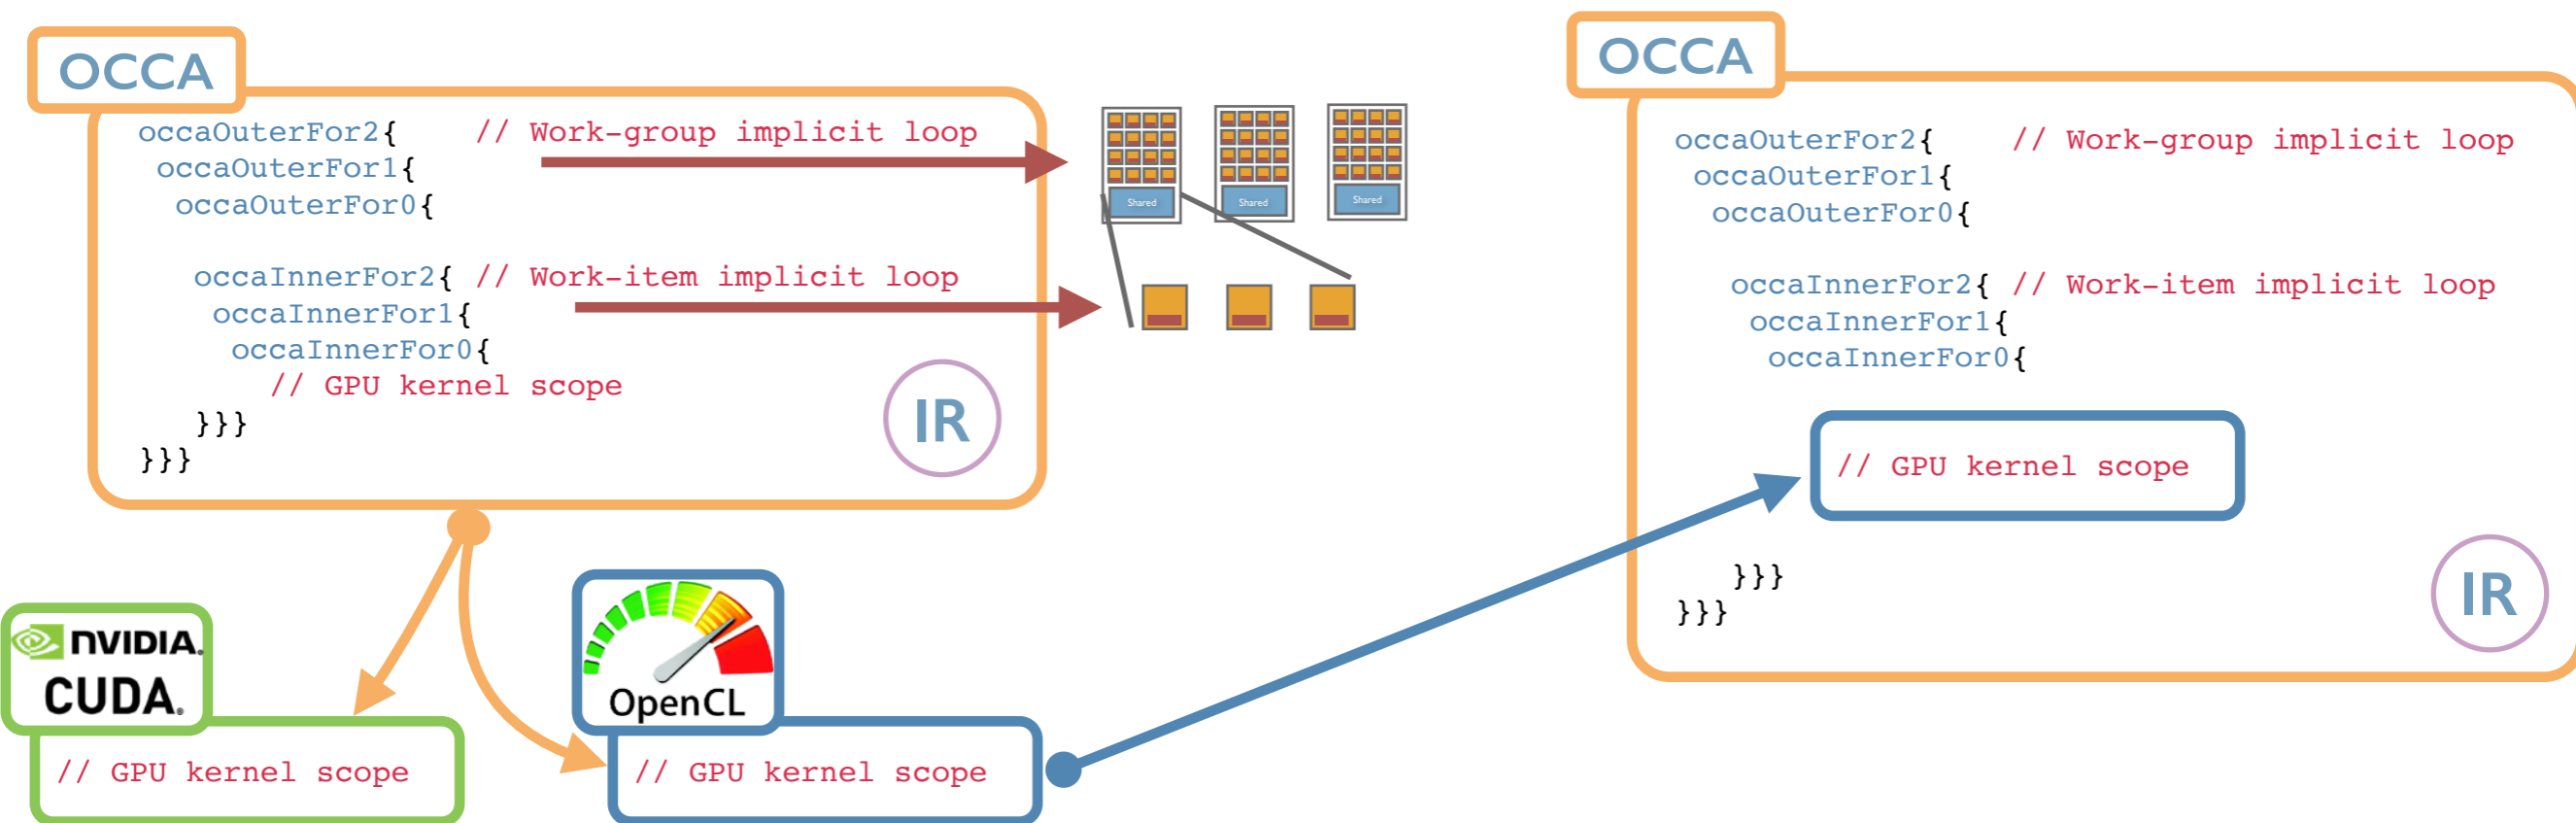 OCCA
occaOuterFor2{    // Work-group implicit loop
occaOuterFor1{
occaOuterFor0{
occaInnerFor2{ // Work-item implicit loop
occaInnerFor1{
occaInnerFor0{
// GPU kernel scope
}}}
}}}
IR
Shared
Shared
Shared
NVIDIA.
CUDA.
// GPU kernel scope
OpenCL
// GPU kernel scope
OCCA
occaOuterFor2{    // Work-group implicit loop
occaOuterFor1{
occaOuterFor0{
occaInnerFor2{ // Work-item implicit loop
occaInnerFor1{
occaInnerFor0{
// GPU kernel scope
}}}
}}}
IR